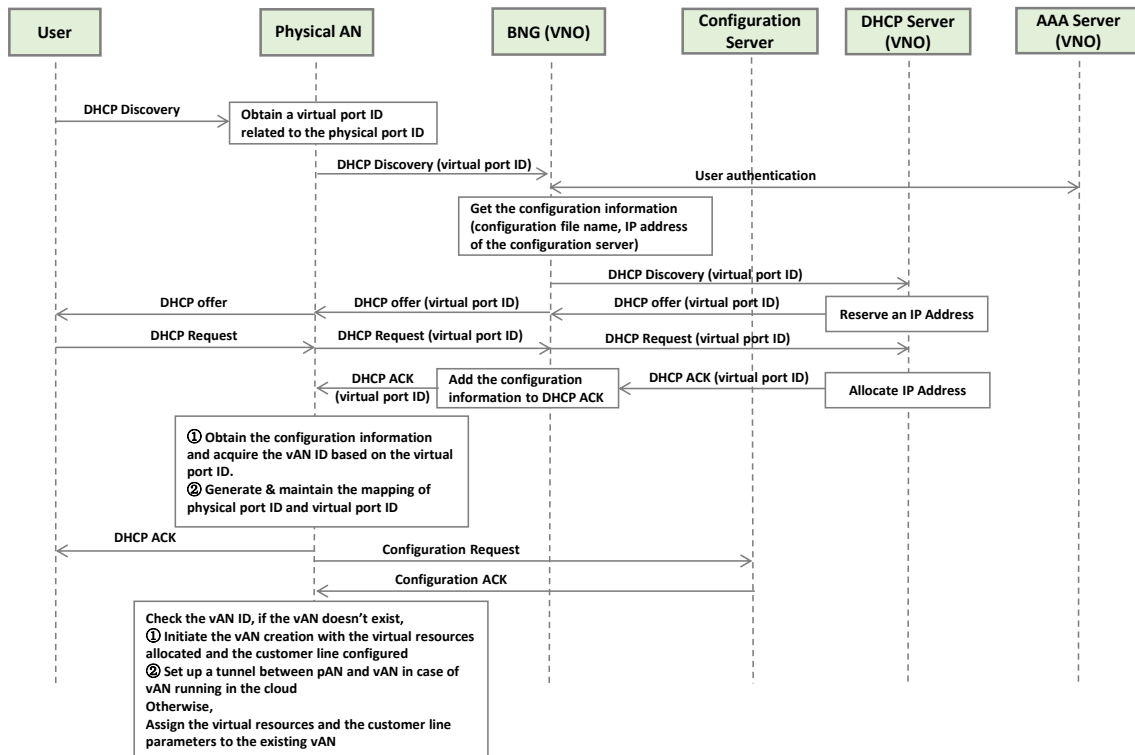 User
Physical AN
BNG (VNO)
Configuration
Server
DHCP Server
(VNO)
AAA Server
(VNO)
DHCP Discovery
Obtain a virtual port ID
related to the physical port ID
DHCP Discovery (virtual port ID)
User authentication
Get the configuration information
(configuration file name, IP address
of the configuration server)
DHCP Discovery (virtual port ID)
DHCP offer
DHCP offer (virtual port ID)
DHCP offer (virtual port ID)
Reserve an IP Address
DHCP Request
DHCP Request (virtual port ID)
DHCP Request (virtual port ID)
DHCP ACK
(virtual port ID)
Add the configuration
information to DHCP ACK
DHCP ACK (virtual port ID)
Allocate IP Address
① Obtain the configuration information
and acquire the vAN ID based on the virtual
port ID.
② Generate & maintain the mapping of
physical port ID and virtual port ID
DHCP ACK
Configuration Request
Configuration ACK
Check the vAN ID, if the vAN doesn't exist,
① Initiate the vAN creation with the virtual resources
allocated and the customer line configured
② Set up a tunnel between pAN and vAN in case of
vAN running in the cloud
Otherwise,
Assign the virtual resources and the customer line
parameters to the existing vAN